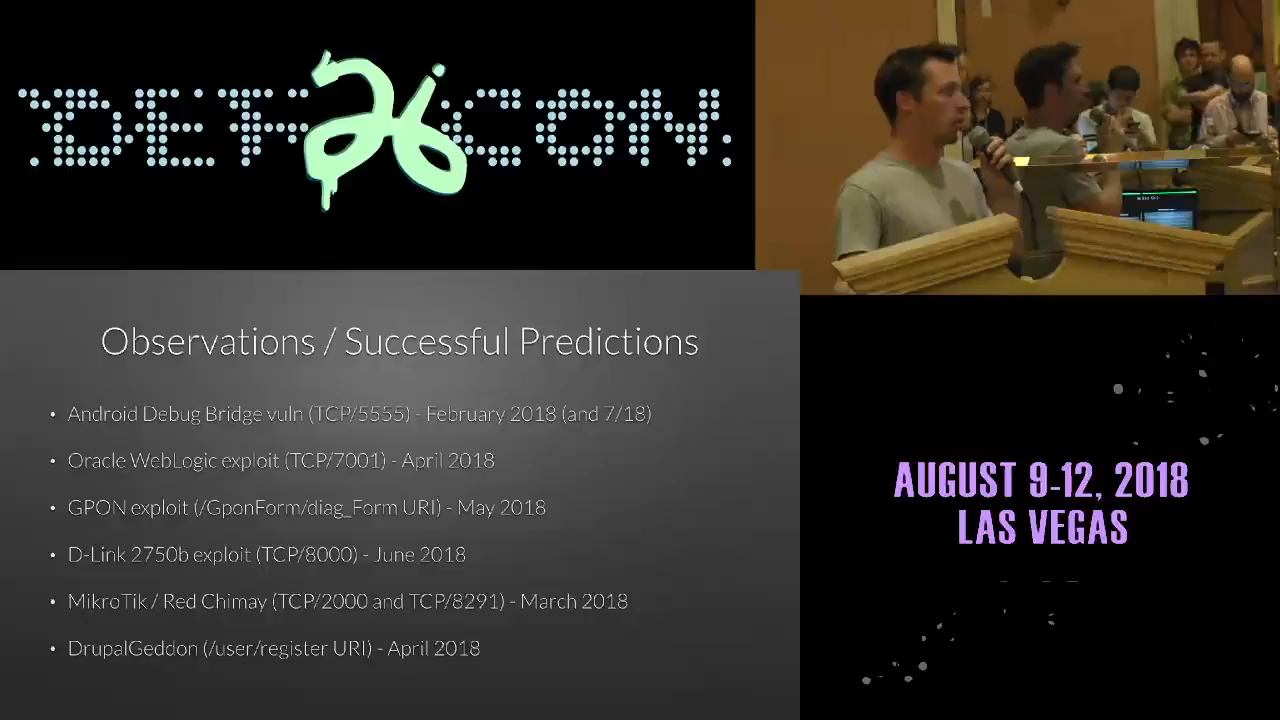 DEF 26 CON
Observations / Successful Predictions
• Android Debug Bridge vuln (TCP/5555) - February 2018 (and 7/18)
• Oracle WebLogic exploit (TCP/7001) - April 2018
• GPON exploit (/GponForm/diag_Form URI) - May 2018
• D-Link 2750b exploit (TCP/8000) - June 2018
• MikroTik / Red Chimay (TCP/2000 and TCP/8291) - March 2018
• DrupalGeddon (/user/register URI) - April 2018
AUGUST 9-12, 2018
LAS VEGAS